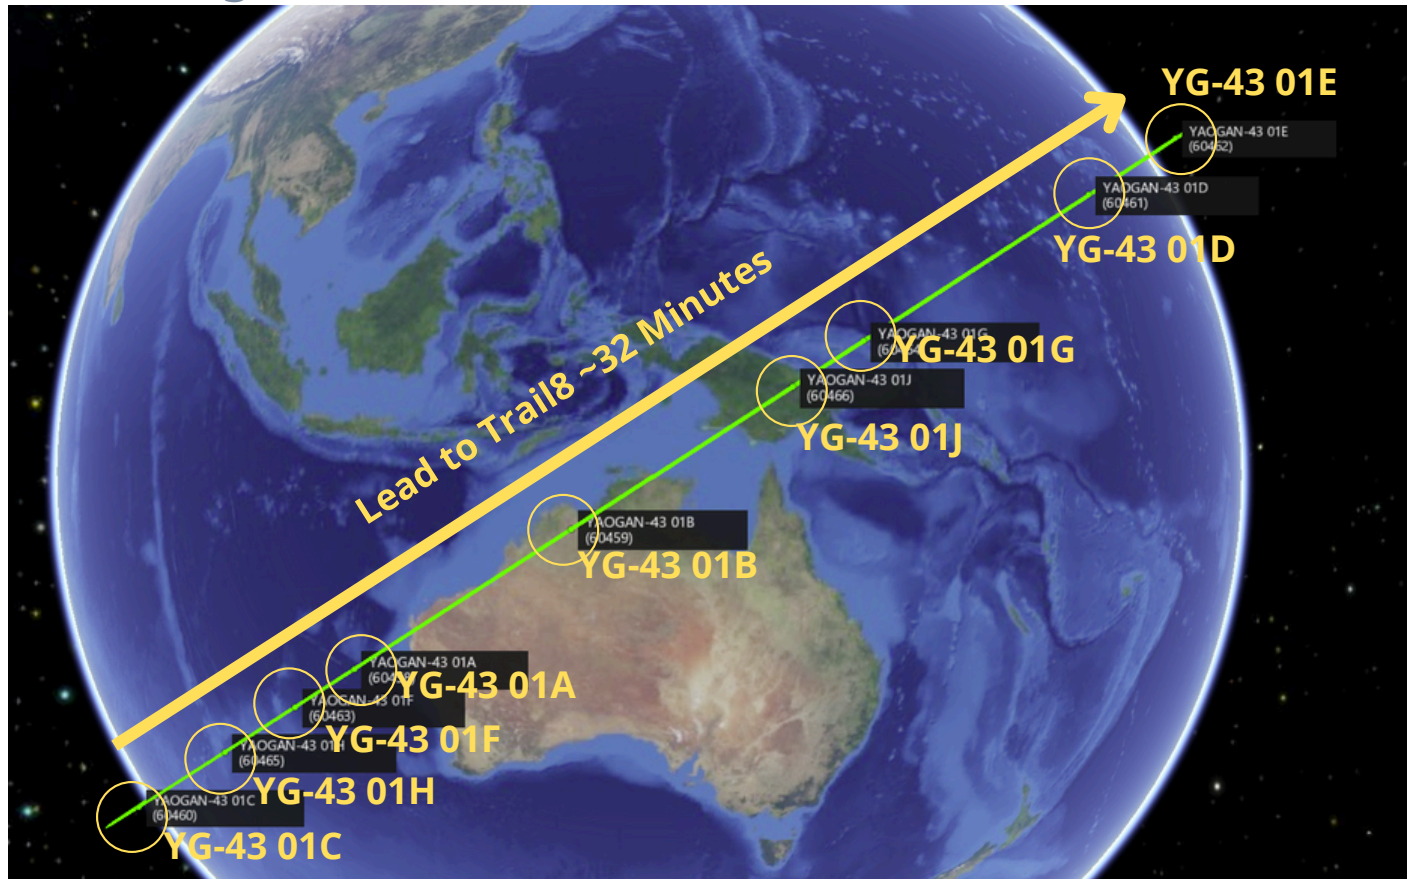 YG-43 01E
YAOGAN-43 01E
(60462)
YAOGAN-43 01D
(60461)
YG-43 01D
Lead to Trail8 ~32 Minutes
YAOGAN-43 01G
YG-43 01G
YAOGAN-43 01J
(60466)
YG-43 01J
YAOGAN-43 01B
(60459)
YG-43 01B
YAOGAN-43 01A
YG-43 01A
YAOGAN-43 01F
(60463)
YG-43 01F
YAOGAN-43 01H
(60465)
YG-43 01H
YAOGAN-43 01C
(60460)
YG-43 01C